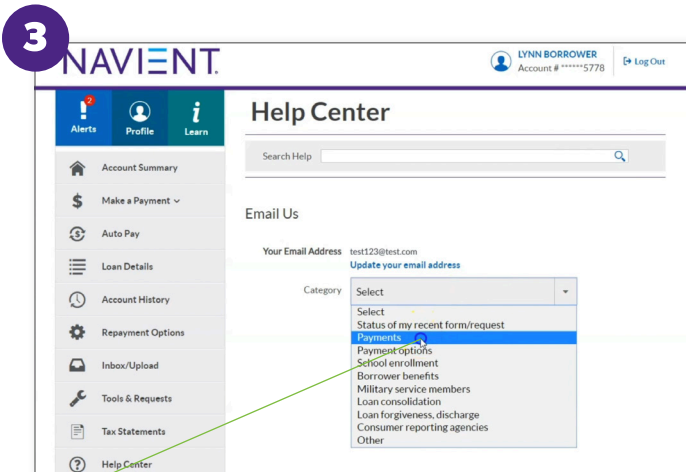 3
NAVIENT.
LYNN BORROWER
Account # ******5778
Log Out
2
Alerts
Profile
Learn
Help Center
Search Help
Account Summary
Make a Payment
Auto Pay
Loan Details
Account History
Repayment Options
Inbox/Upload
Tools & Requests
Tax Statements
Help Center
Email Us
Your Email Address test123@test.com
Update your email address
Category Select
Select
Status of my recent form/request
Payments
Payment options
School enrollment
Borrower benefits
Military service members
Loan consolidation
Loan forgiveness, discharge
Consumer reporting agencies
Other